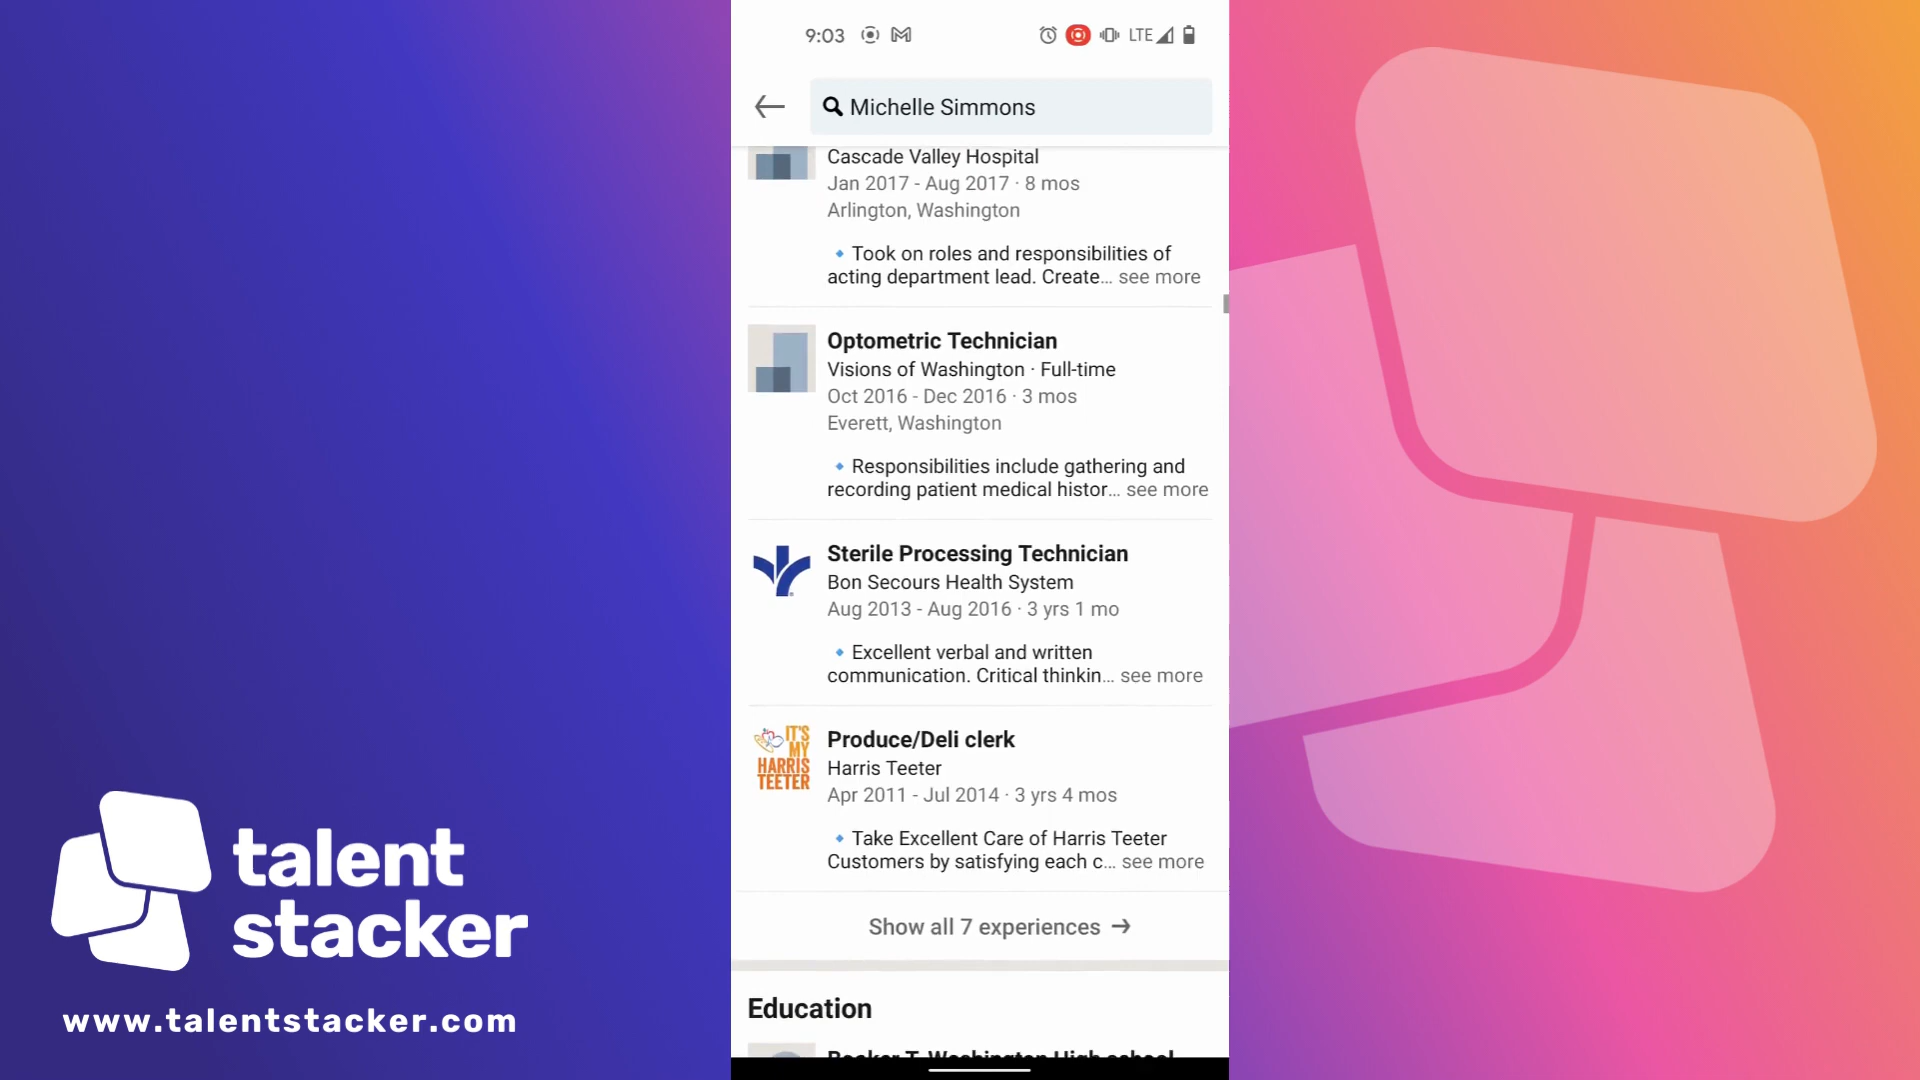 9:03
LTE
Michelle Simmons
Cascade Valley Hospital
Jan 2017 - Aug 2017 · 8 mos
Arlington, Washington
🔹Took on roles and responsibilities of
acting department lead. Create... see more
Optometric Technician
Visions of Washington · Full-time
Oct 2016 - Dec 2016 · 3 mos
Everett, Washington
🔹Responsibilities include gathering and
recording patient medical histor... see more
Sterile Processing Technician
Bon Secours Health System
Aug 2013 - Aug 2016 · 3 yrs 1 mo
🔹Excellent verbal and written
communication. Critical thinkin... see more
IT'S
MY
HARRIS
TEETER
Produce/Deli clerk
Harris Teeter
Apr 2011 - Jul 2014 · 3 yrs 4 mos
🔹Take Excellent Care of Harris Teeter
Customers by satisfying each c... see more
Show all 7 experiences →
Education
Booker T. Washington High school
talent
stacker
www.talentstacker.com